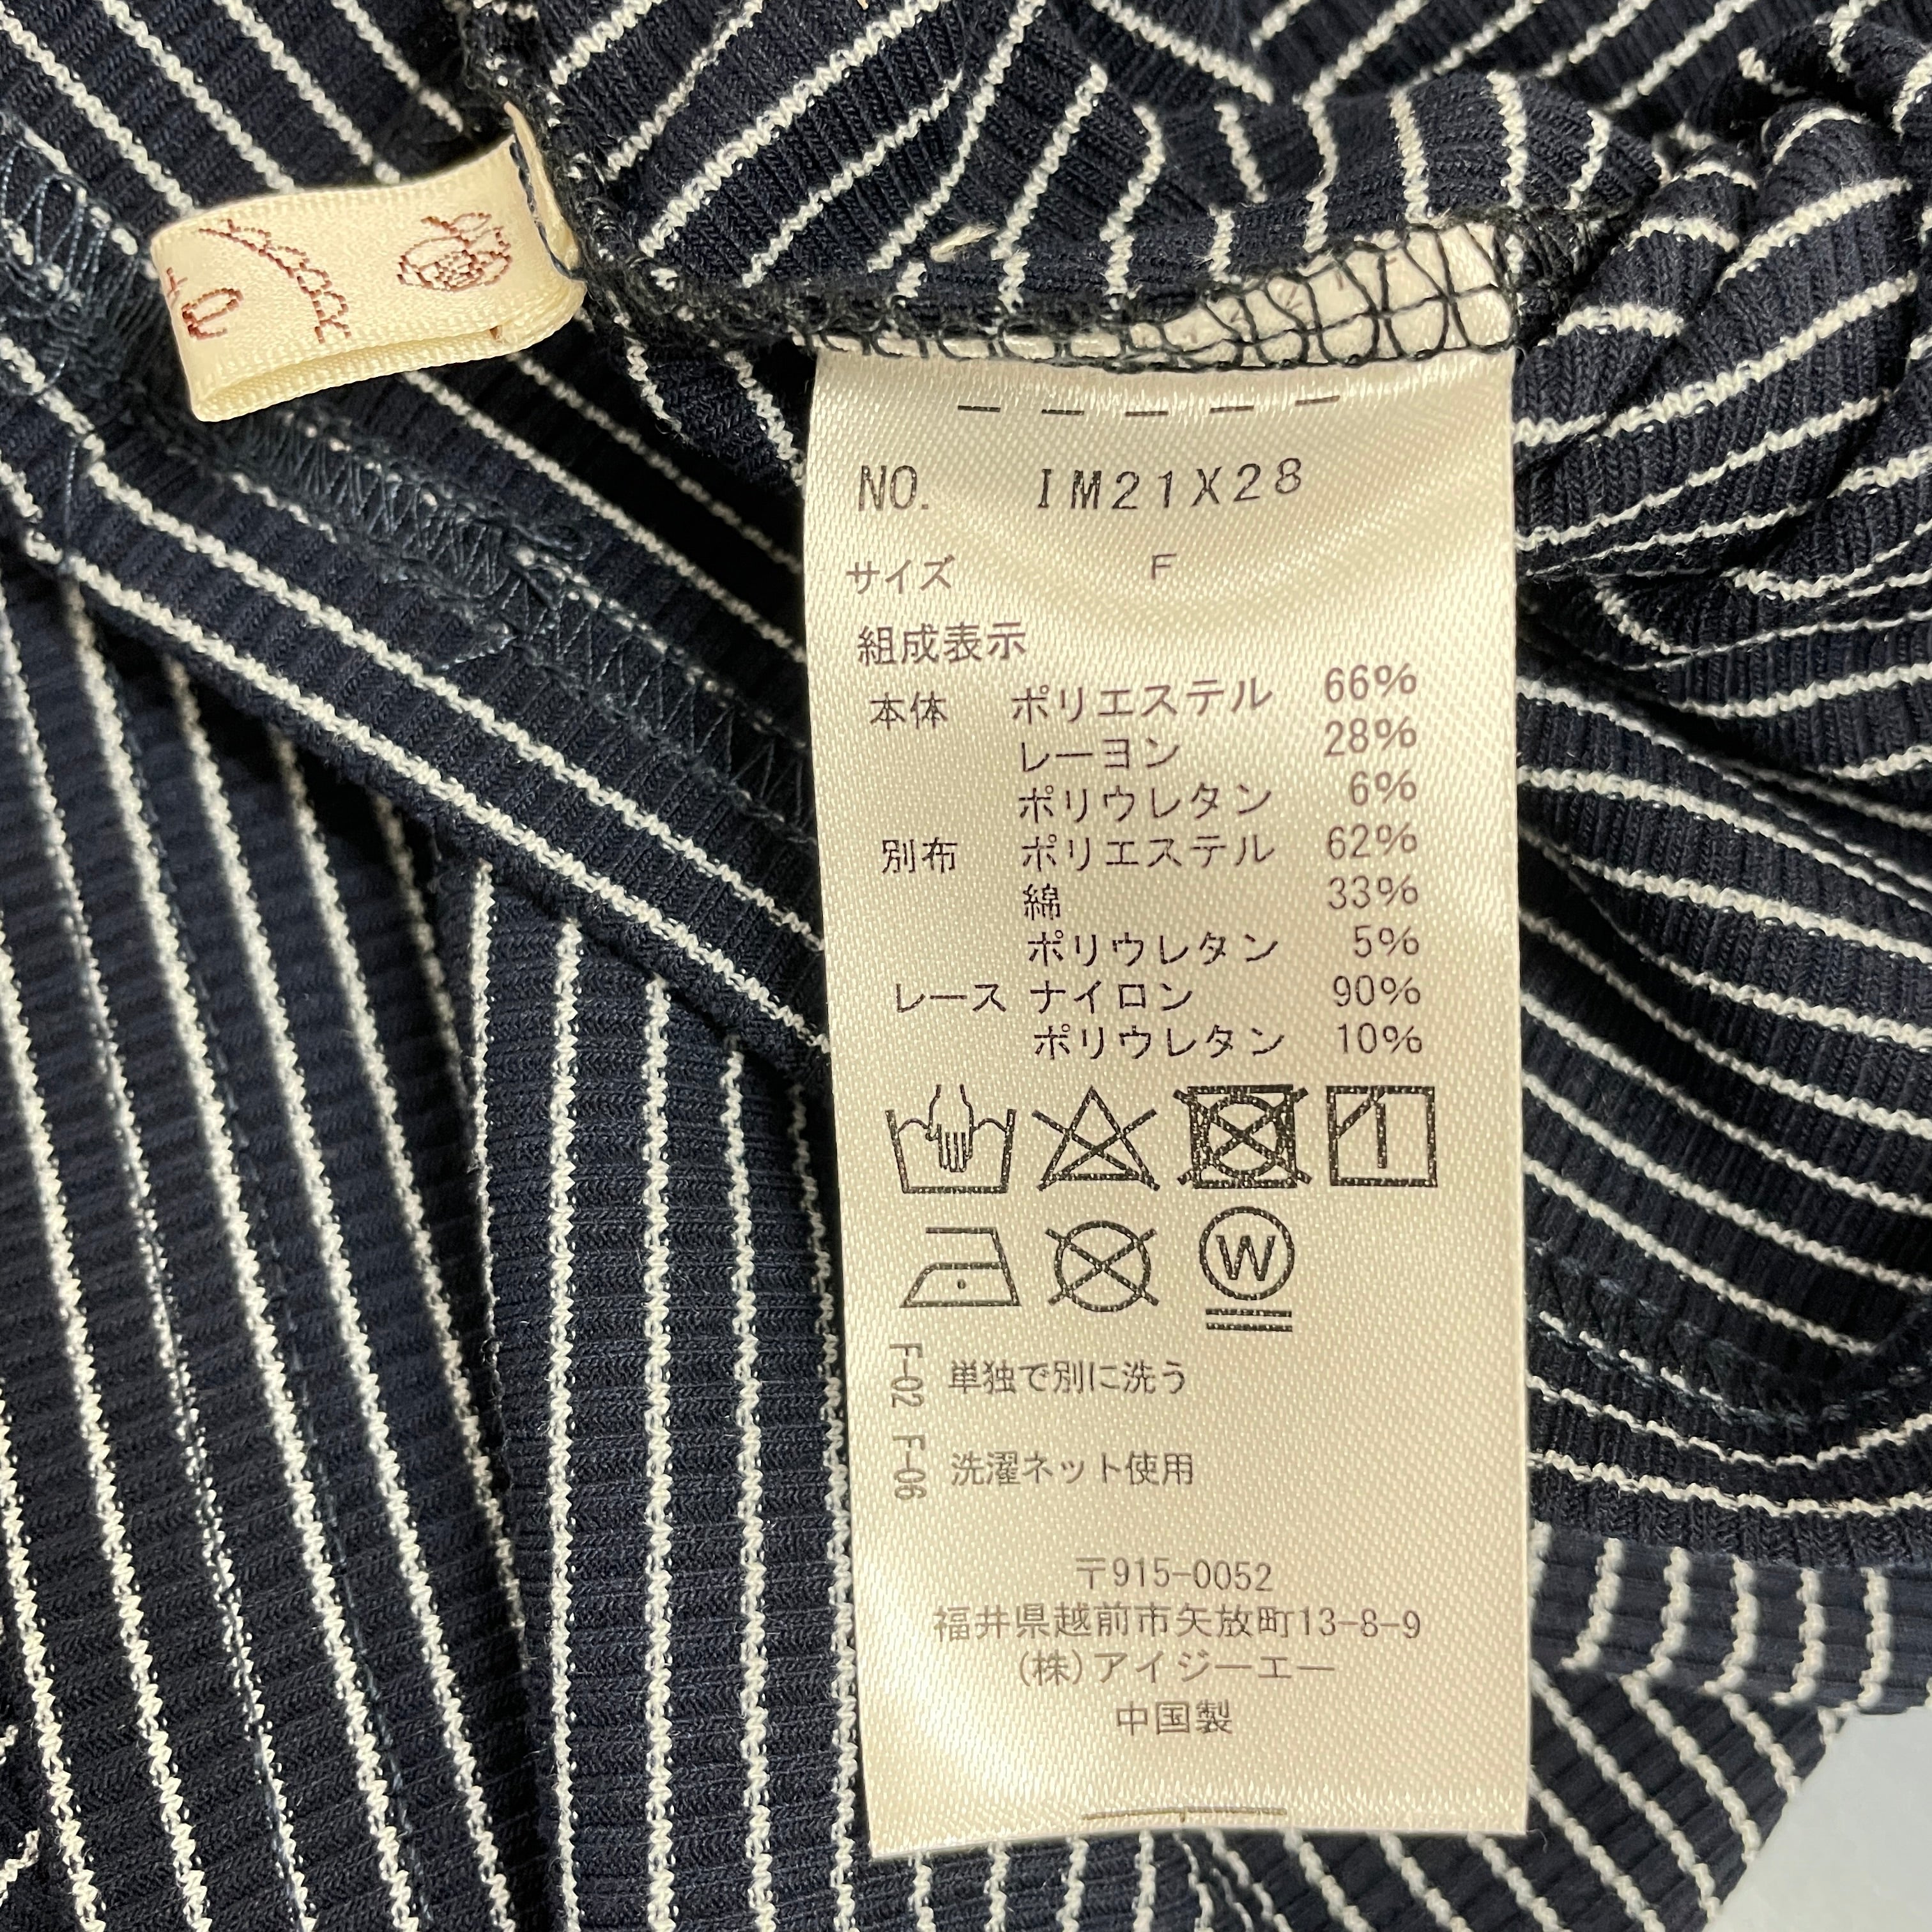 NO. IM21X28
サイズ F
組成表示
本体 ポリエステル 66%
レーヨン 28%
ポリウレタン 6%
別布 ポリエステル 62%
綿 33%
ポリウレタン 5%
レース ナイロン 90%
ポリウレタン 10%
W
F-02 単独で別に洗う
F-06 洗濯ネット使用
〒915-0052
福井県越前市矢放町13-8-9
(株)アイジーエー
中国製